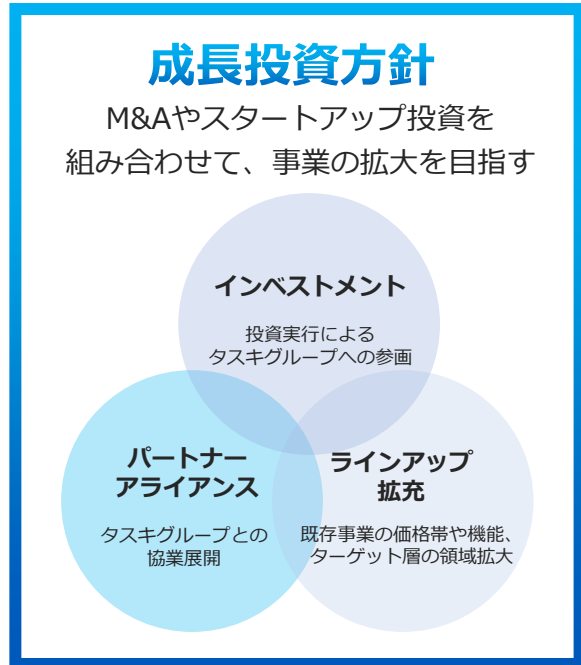 成長投資方針
M&Aやスタートアップ投資を
組み合わせて、事業の拡大を目指す
インベストメント
投資実行による
タスキグループへの参画
パートナー
アライアンス
タスキグループとの
協業展開
ラインアップ
拡充
既存事業の価格帯や機能、
ターゲット層の領域拡大